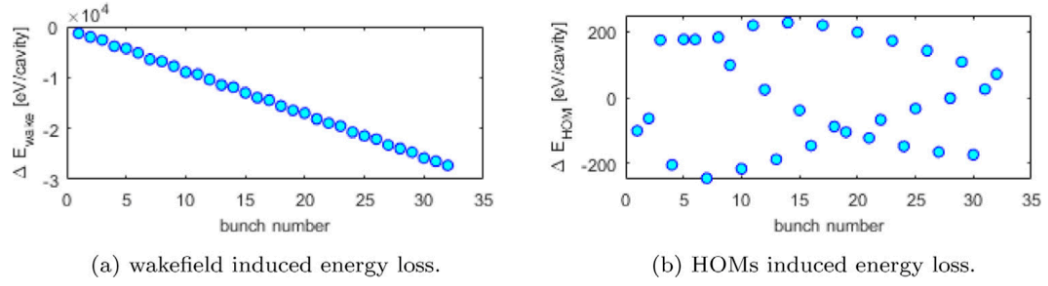 ×10⁴
0
-1
-2
-3
0 5 10 15 20 25 30 35
Δ E_wake [eV/cavity]
bunch number
(a) wakefield induced energy loss.
200
0
-200
0 5 10 15 20 25 30 35
Δ E_HOM [eV/cavity]
bunch number
(b) HOMs induced energy loss.